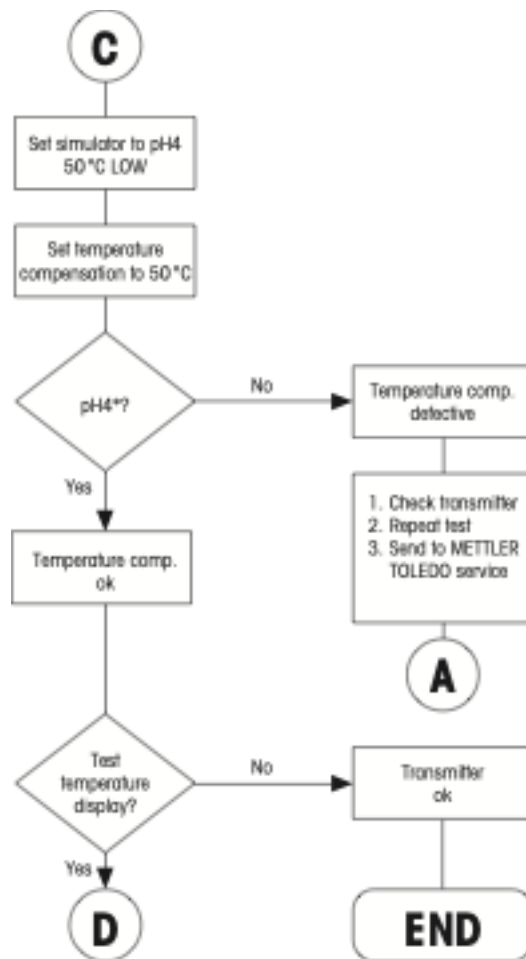 C
Set simulator to pH4
50°C LOW
Set temperature
compensation to 50°C
pH4*?
No
Temperature comp.
defective
Yes
1. Check transmitter
2. Repeat test
3. Send to METTLER
TOLEDO service
Temperature comp.
ok
A
Test
temperature
display?
No
Transmitter
ok
Yes
D
END